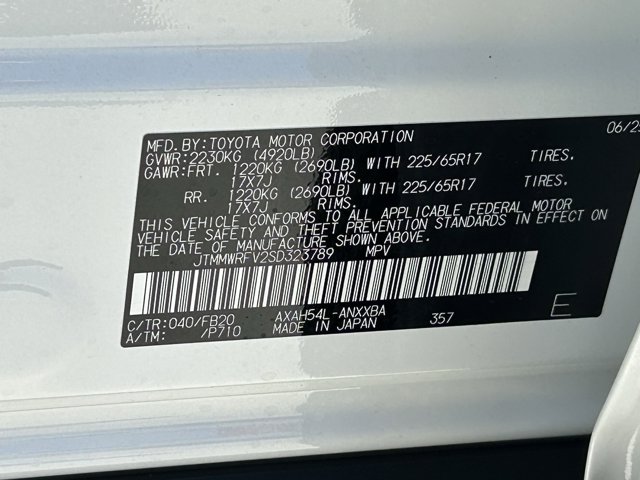 MFD.BY:TOYOTA MOTOR CORPORATION 06/25
GVWR:2230KG (4920LB)
GAWR:FRT. 1220KG (2690LB) WITH 225/65R17 TIRES.
17X7J RIMS.
RR. 1220KG (2690LB) WITH 225/65R17 TIRES.
17X7J RIMS.
THIS VEHICLE CONFORMS TO ALL APPLICABLE FEDERAL MOTOR
VEHICLE SAFETY AND THEFT PREVENTION STANDARDS IN EFFECT ON
THE DATE OF MANUFACTURE SHOWN ABOVE.
JTMMWRFV2SD323789 MPV
C/TR:040/FB20 AXAH54L-ANXXBA 357 E
A/TM: /P710 MADE IN JAPAN